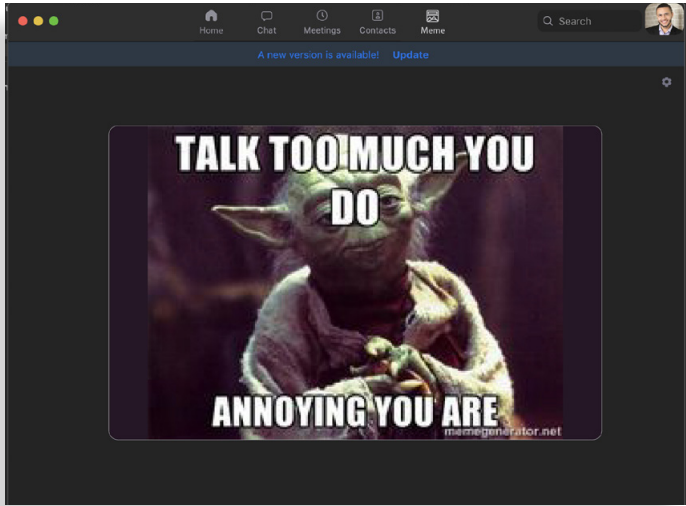 Home Chat Meetings Contacts Meme Search
A new version is available! Update
TALK TOO MUCH YOU
DO
ANNOYING YOU ARE
memegenerator.net